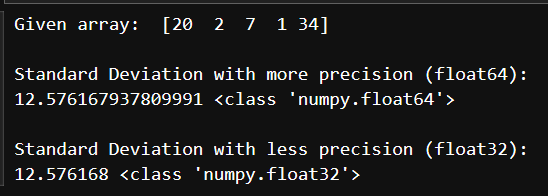 Given array:  [20  2  7  1 34]
Standard Deviation with more precision (float64):
12.576167937809991 <class 'numpy.float64'>
Standard Deviation with less precision (float32):
12.576168 <class 'numpy.float32'>